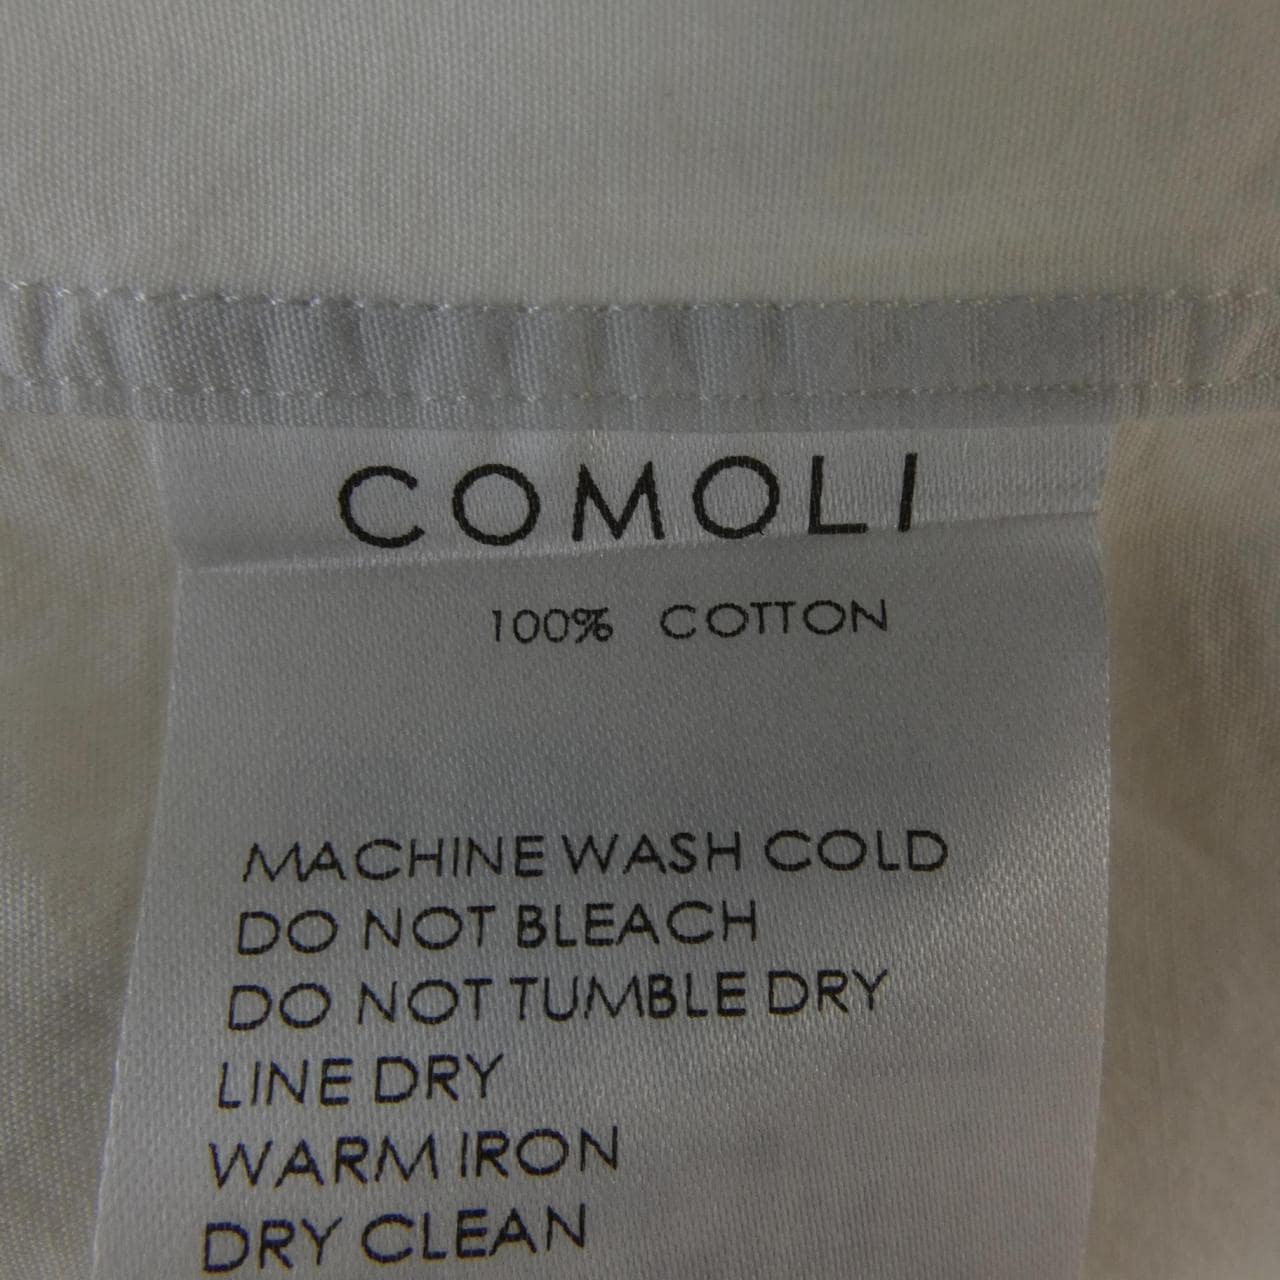 COMOLI
100% COTTON
MACHINE WASH COLD
DO NOT BLEACH
DO NOT TUMBLE DRY
LINE DRY
WARM IRON
DRY CLEAN